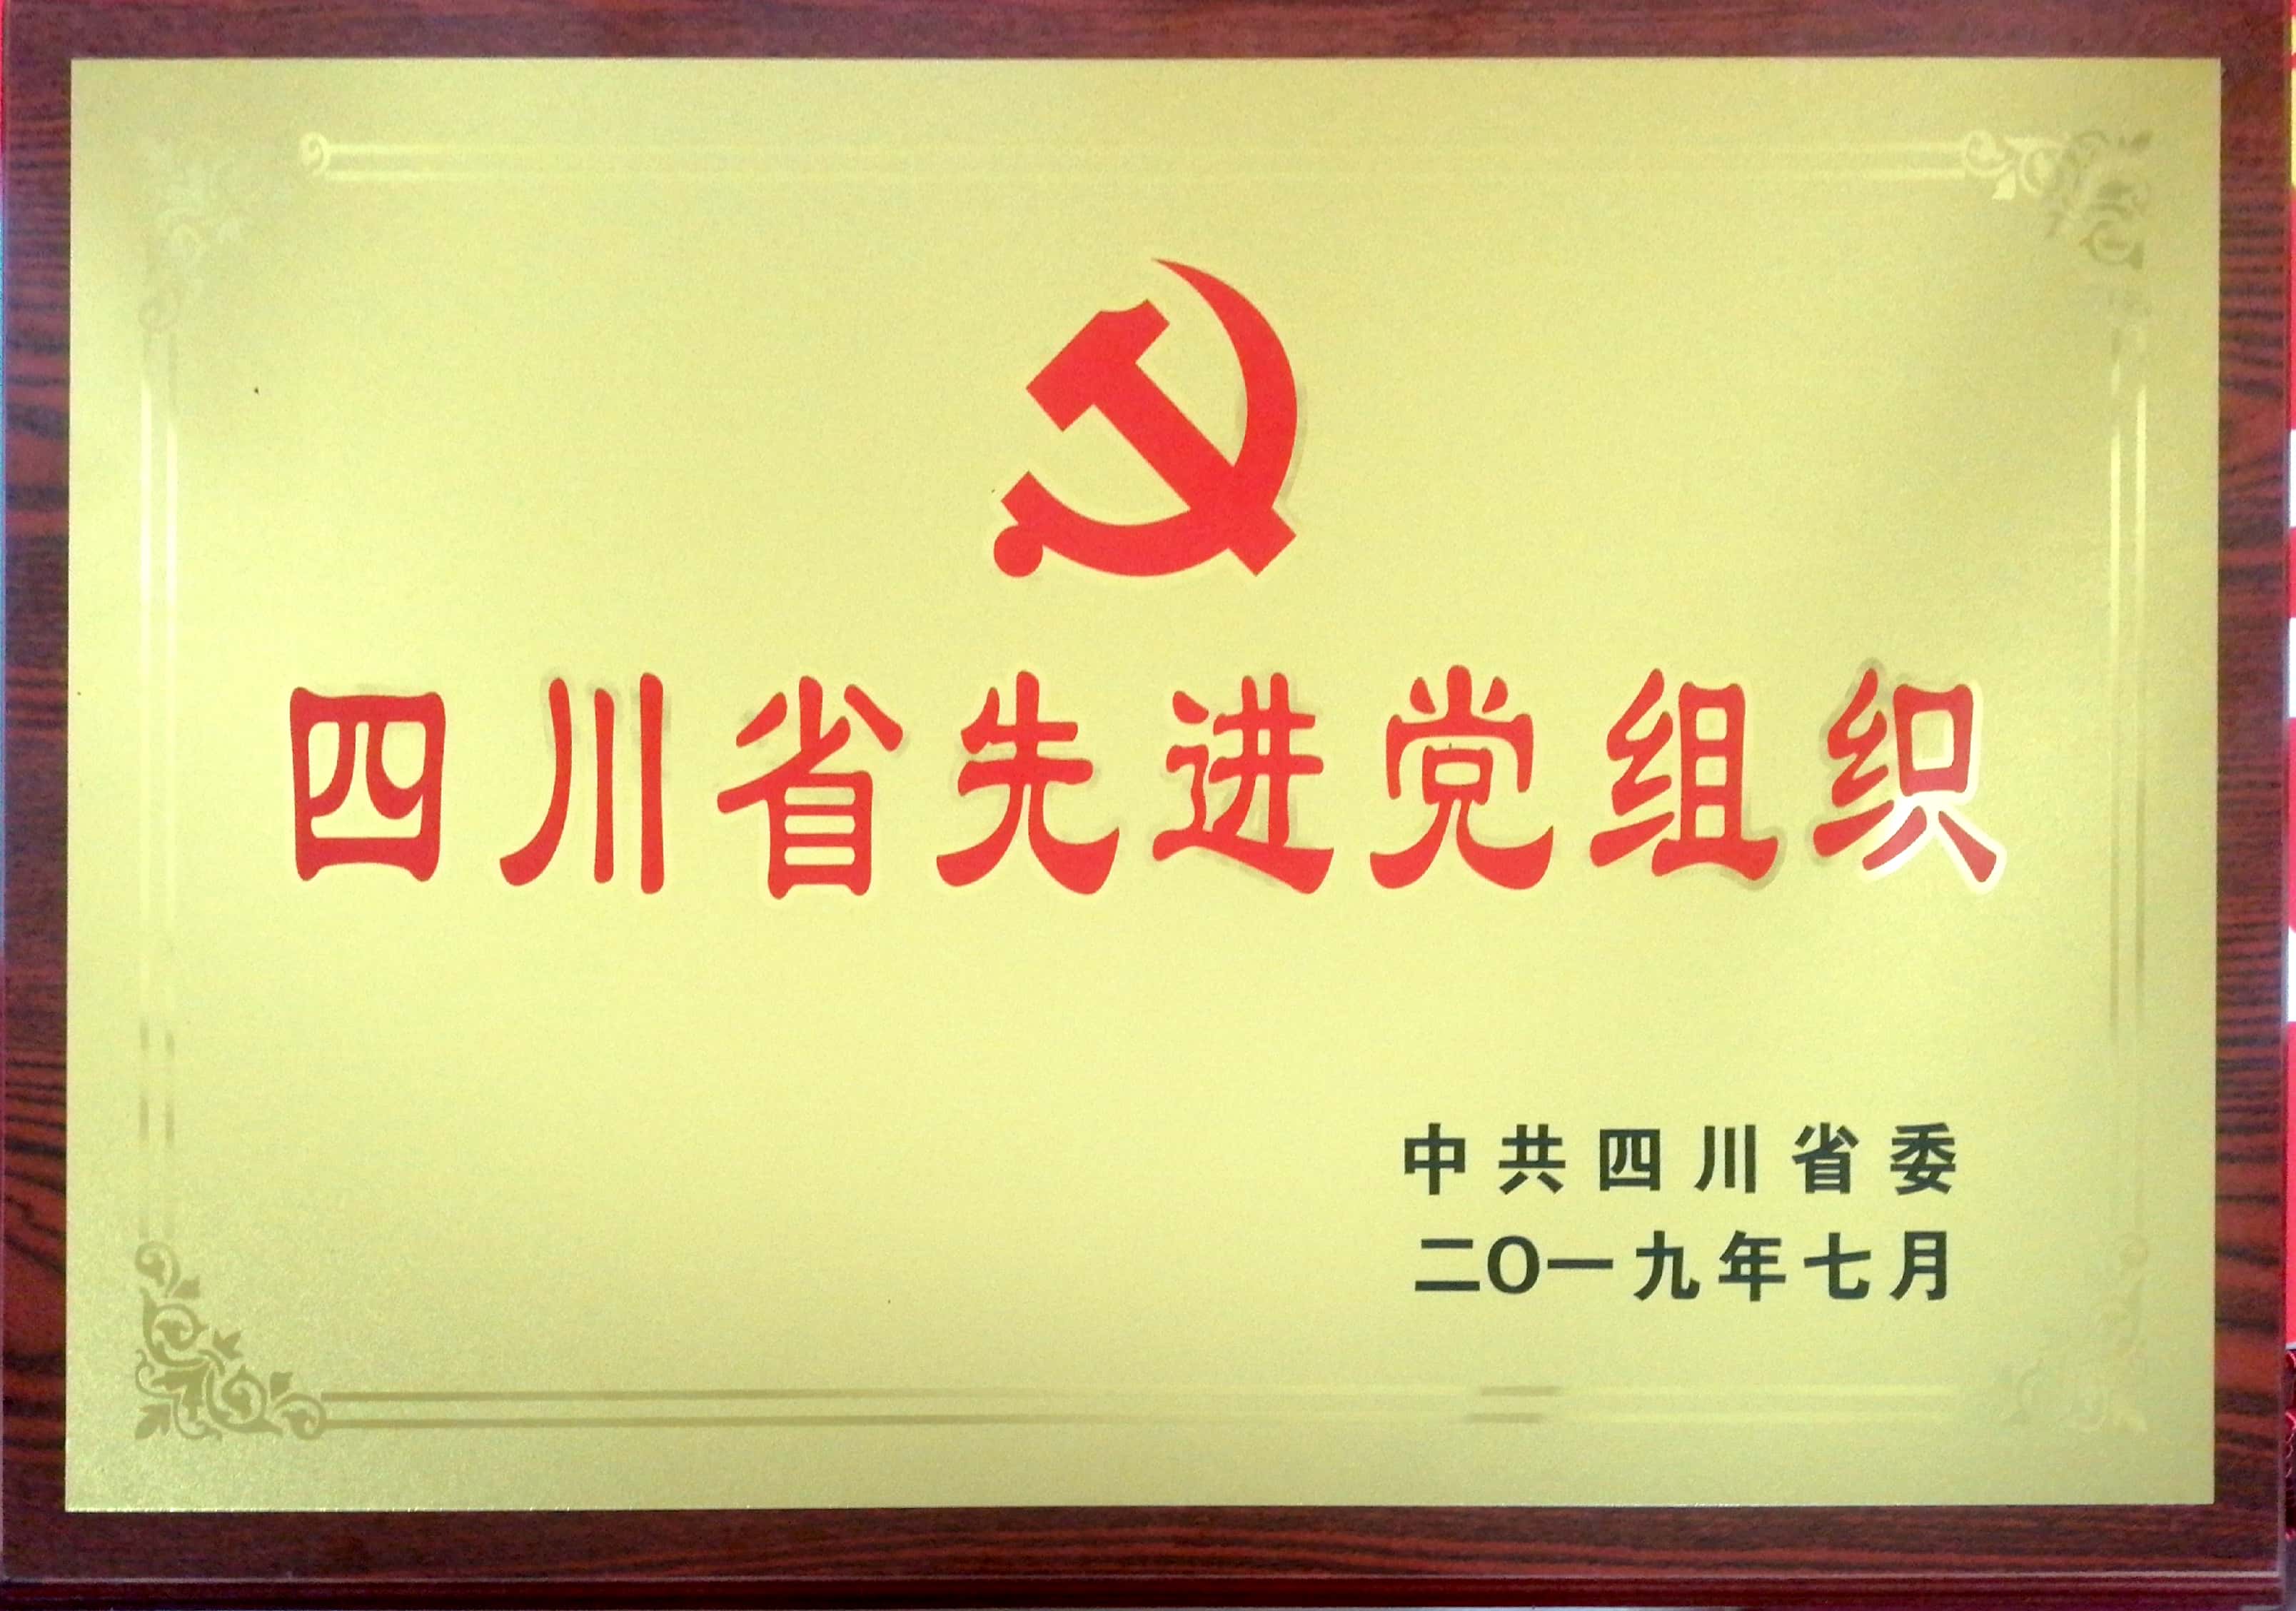 四川省先进党组织
中共四川省委
二〇一九年七月